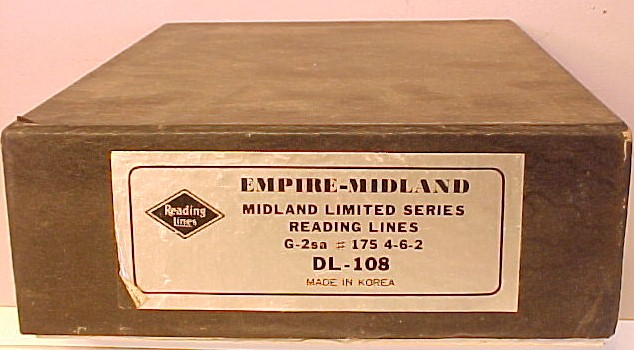 Reading
Lines
EMPIRE-MIDLAND
MIDLAND LIMITED SERIES
READING LINES
G-2sa # 175 4-6-2
DL-108
MADE IN KOREA